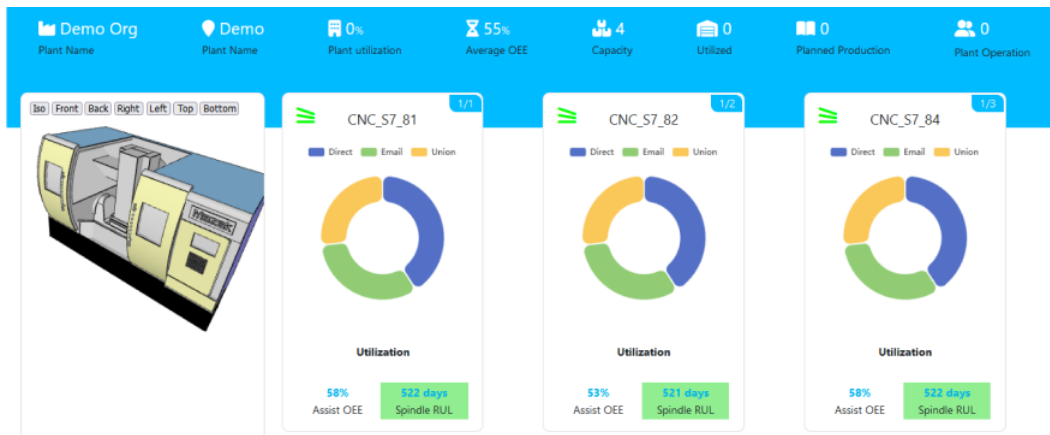 Demo Org
Plant Name
Demo
Plant Name
0%
Plant utilization
55%
Average OEE
4
Capacity
0
Utilized
0
Planned Production
0
Plant Operation
Iso Front Back Right Left Top Bottom
1/1
CNC_S7_81
Direct Email Union
Utilization
58%
Assist OEE
522 days
Spindle RUL
1/2
CNC_S7_82
Direct Email Union
Utilization
53%
Assist OEE
521 days
Spindle RUL
1/3
CNC_S7_84
Direct Email Union
Utilization
58%
Assist OEE
522 days
Spindle RUL